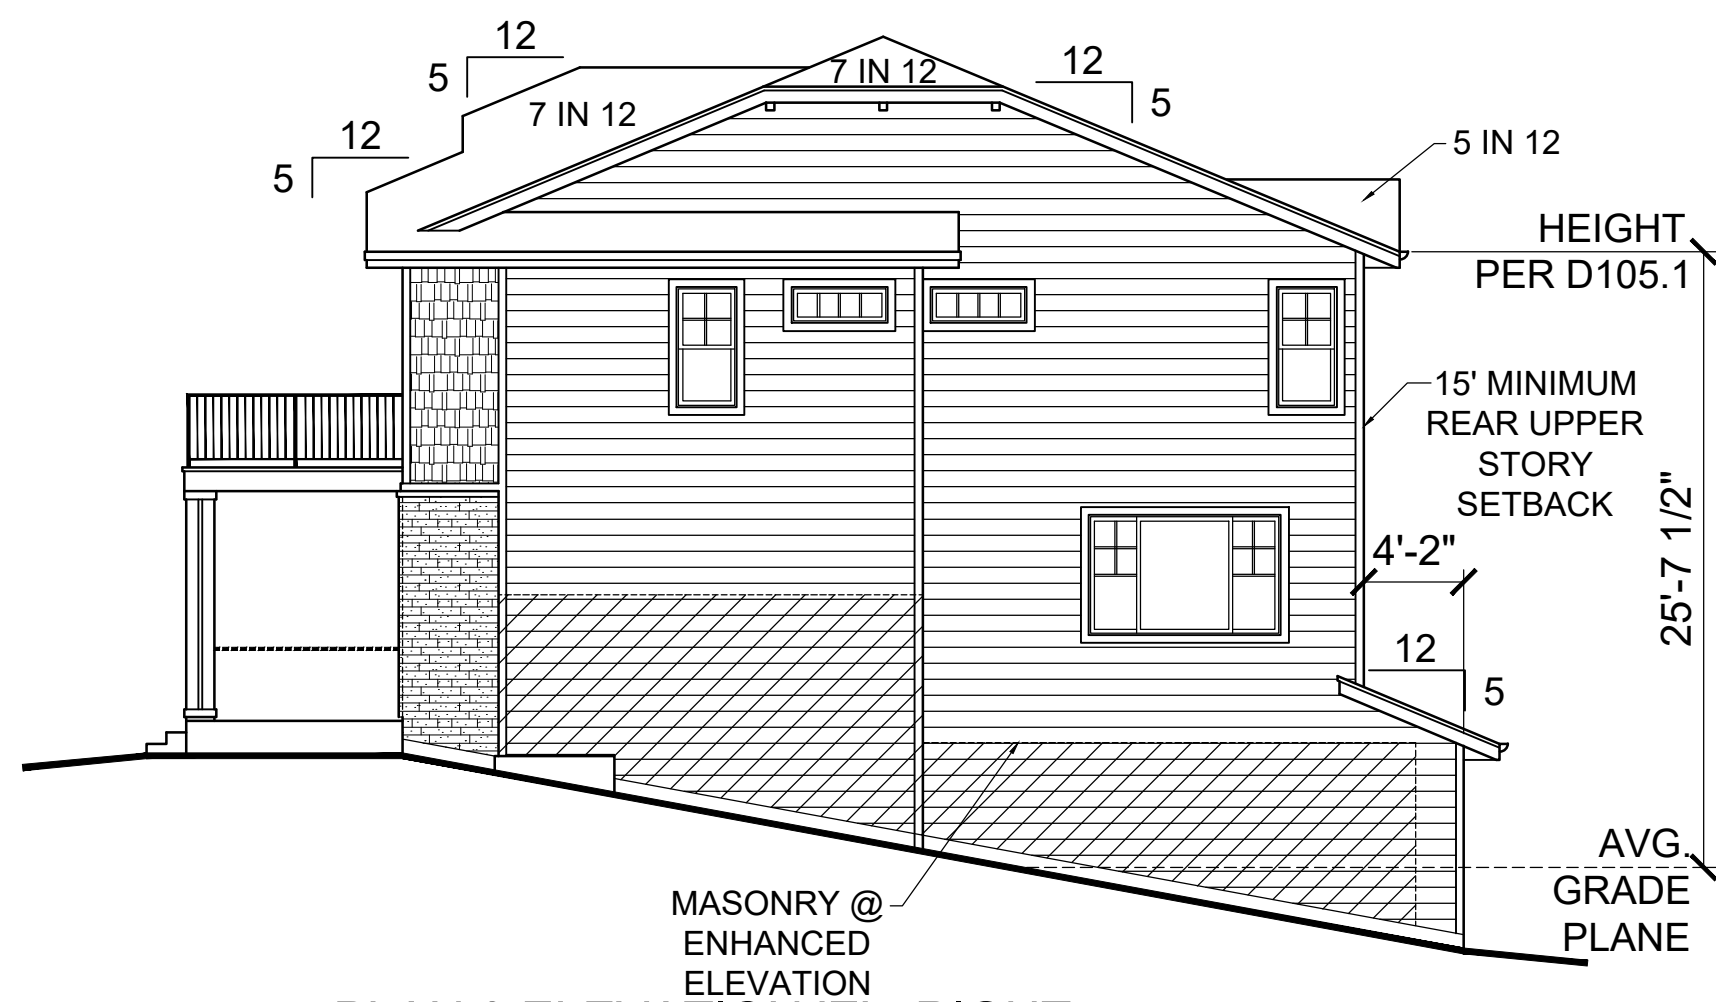 12
5
7 IN 12
12
5
12
5
7 IN 12
5 IN 12
HEIGHT
PER D105.1
15' MINIMUM
REAR UPPER
STORY
SETBACK
4'-2"
25'-7 1/2"
12
5
AVG.
GRADE
PLANE
MASONRY @
ENHANCED
ELEVATION